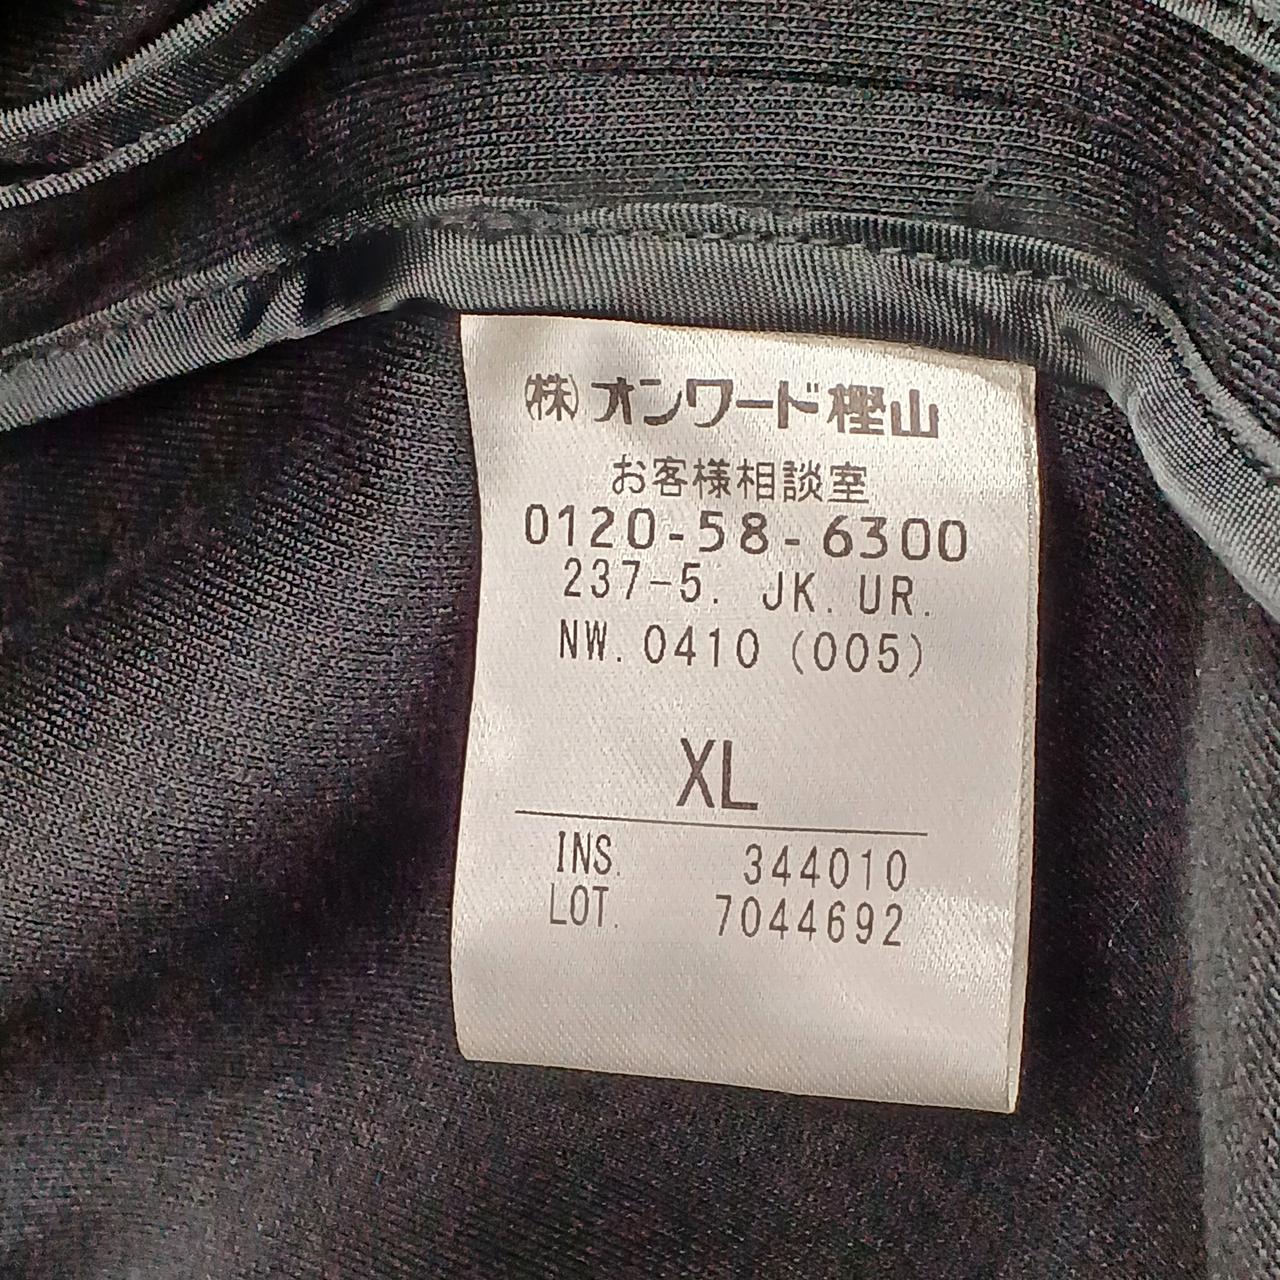 ㈱オンワード樫山
お客様相談室
0120-58-6300
237-5. JK. UR.
NW. 0410 (005)
XL
INS. 344010
LOT. 7044692